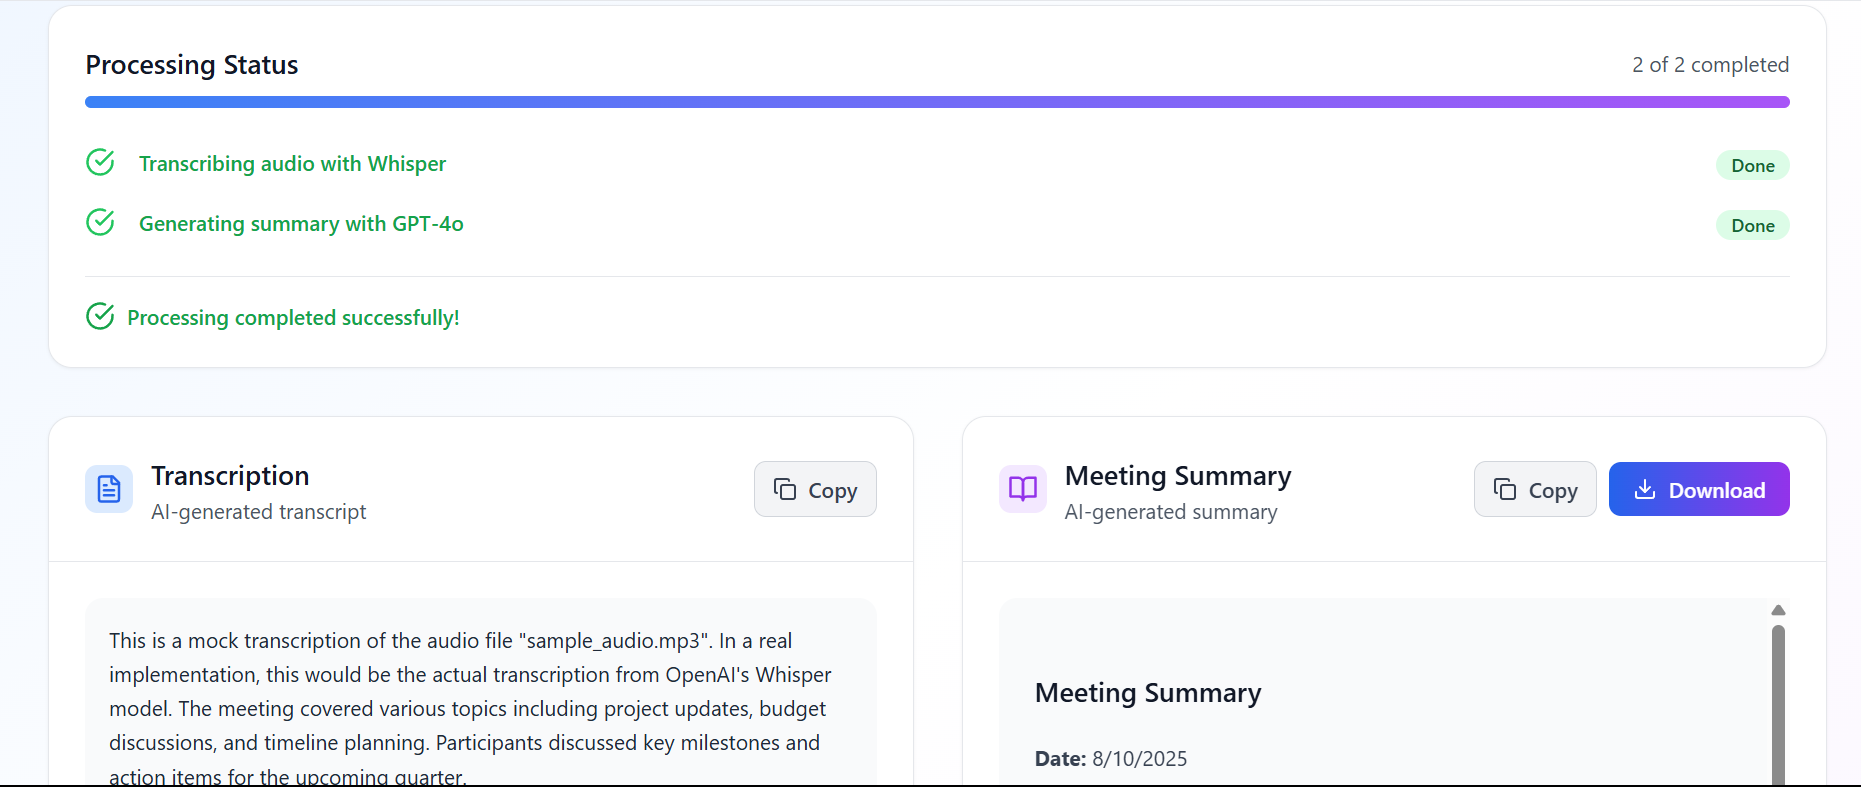 Processing Status
2 of 2 completed
Transcribing audio with Whisper
Done
Generating summary with GPT-4o
Done
Processing completed successfully!
Transcription
AI-generated transcript
Copy
Meeting Summary
AI-generated summary
Copy
Download
This is a mock transcription of the audio file "sample_audio.mp3". In a real
implementation, this would be the actual transcription from OpenAI's Whisper
model. The meeting covered various topics including project updates, budget
discussions, and timeline planning. Participants discussed key milestones and
action items for the upcoming quarter.
Meeting Summary
Date: 8/10/2025